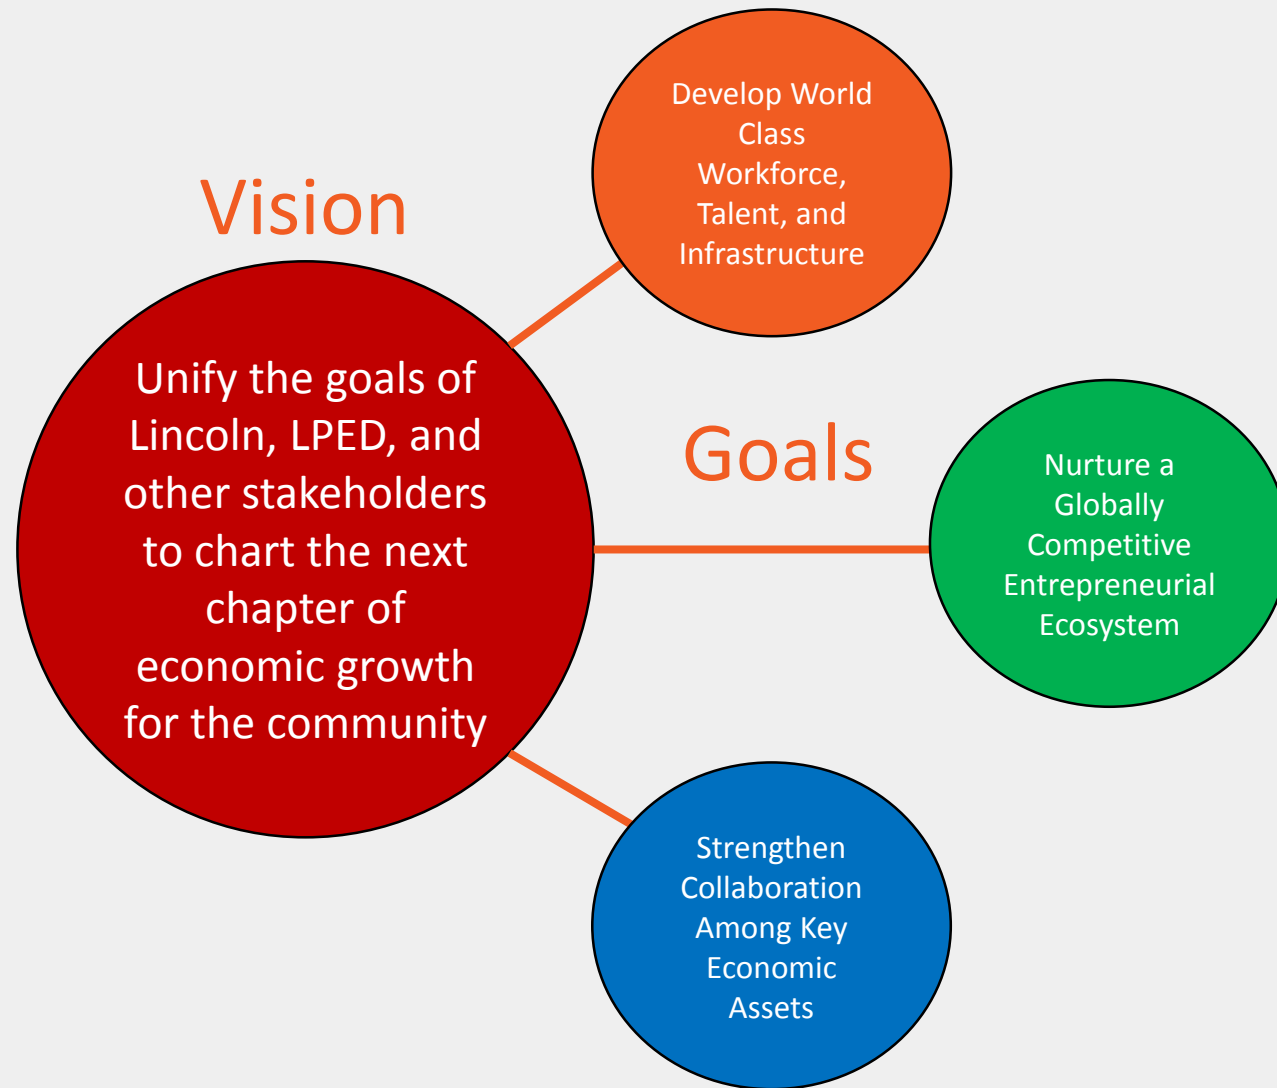 Vision
Unify the goals of
Lincoln, LPED, and
other stakeholders
to chart the next
chapter of
economic growth
for the community
Goals
Develop World
Class
Workforce,
Talent, and
Infrastructure
Nurture a
Globally
Competitive
Entrepreneurial
Ecosystem
Strengthen
Collaboration
Among Key
Economic
Assets